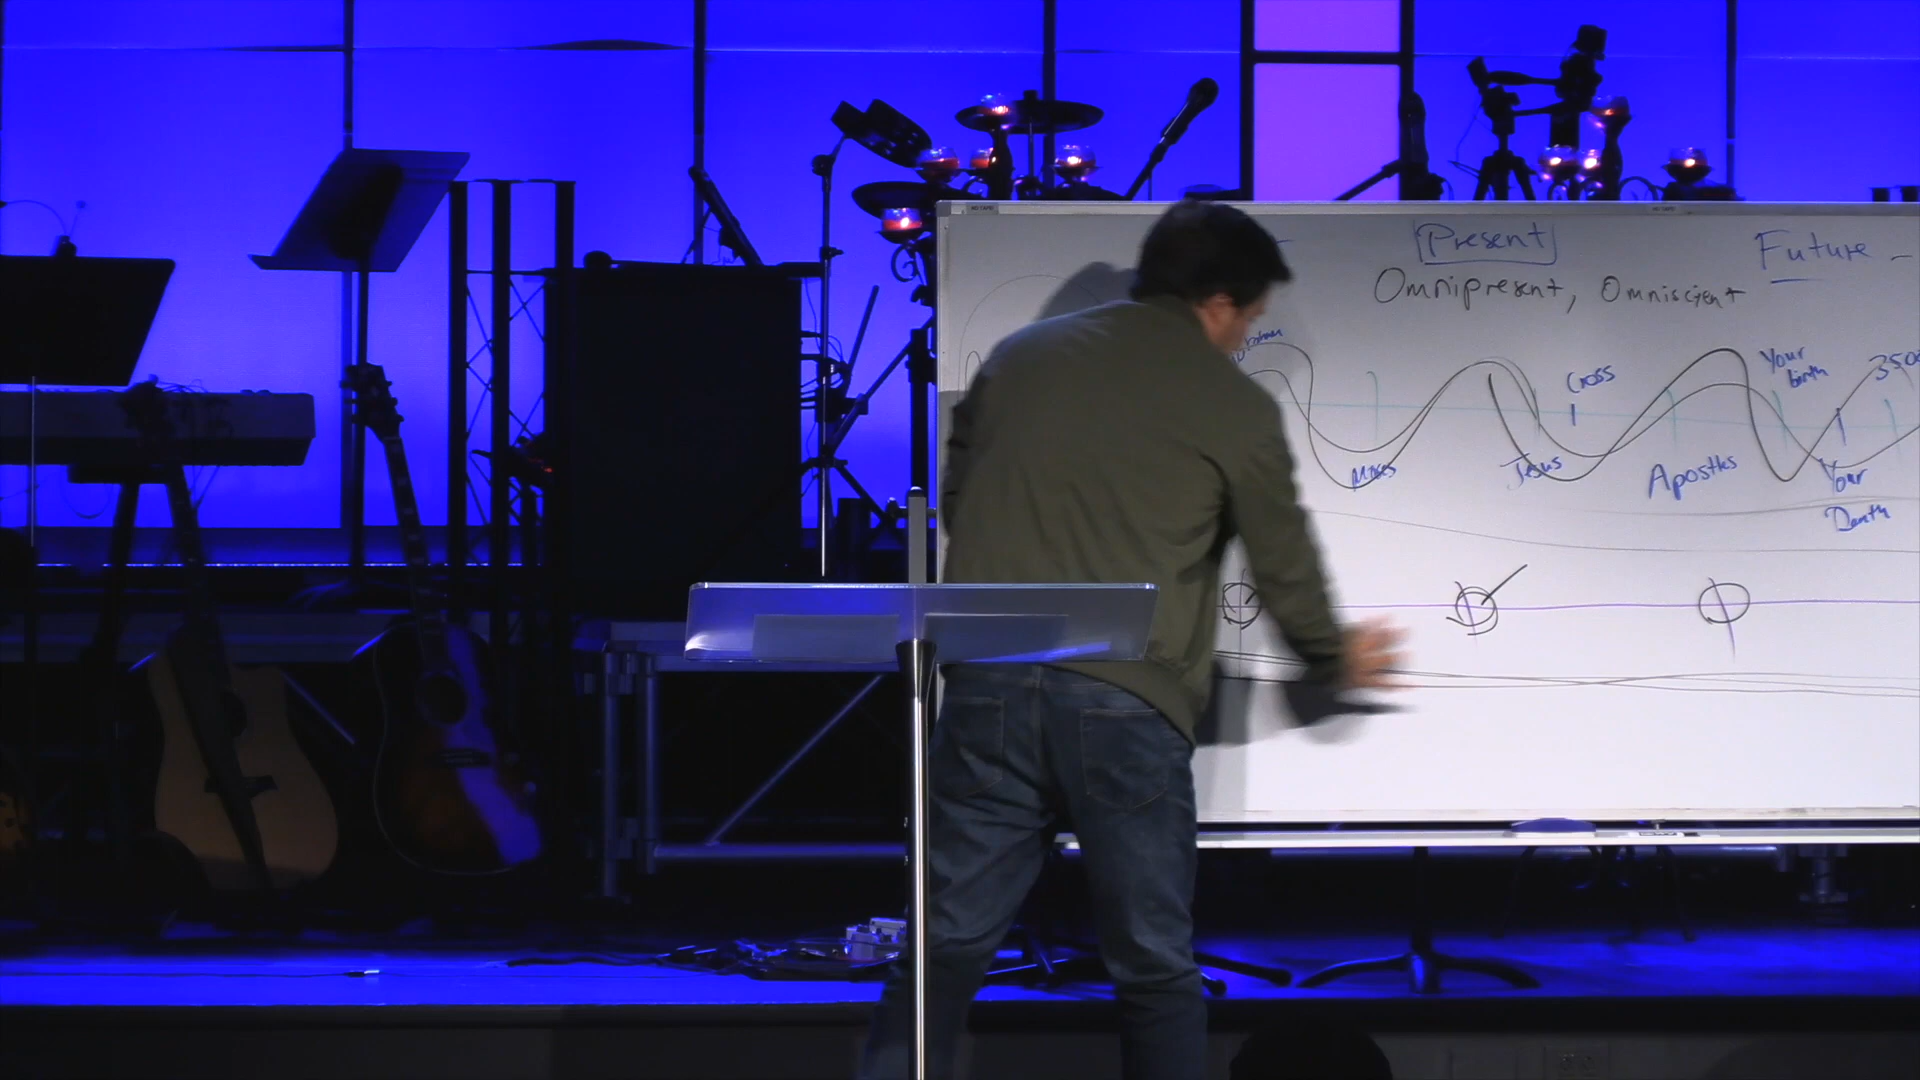 Present
Future -
Omnipresent, Omniscient
Cross
Your
birth
Moses
Jesus
Apostles
Your
Death